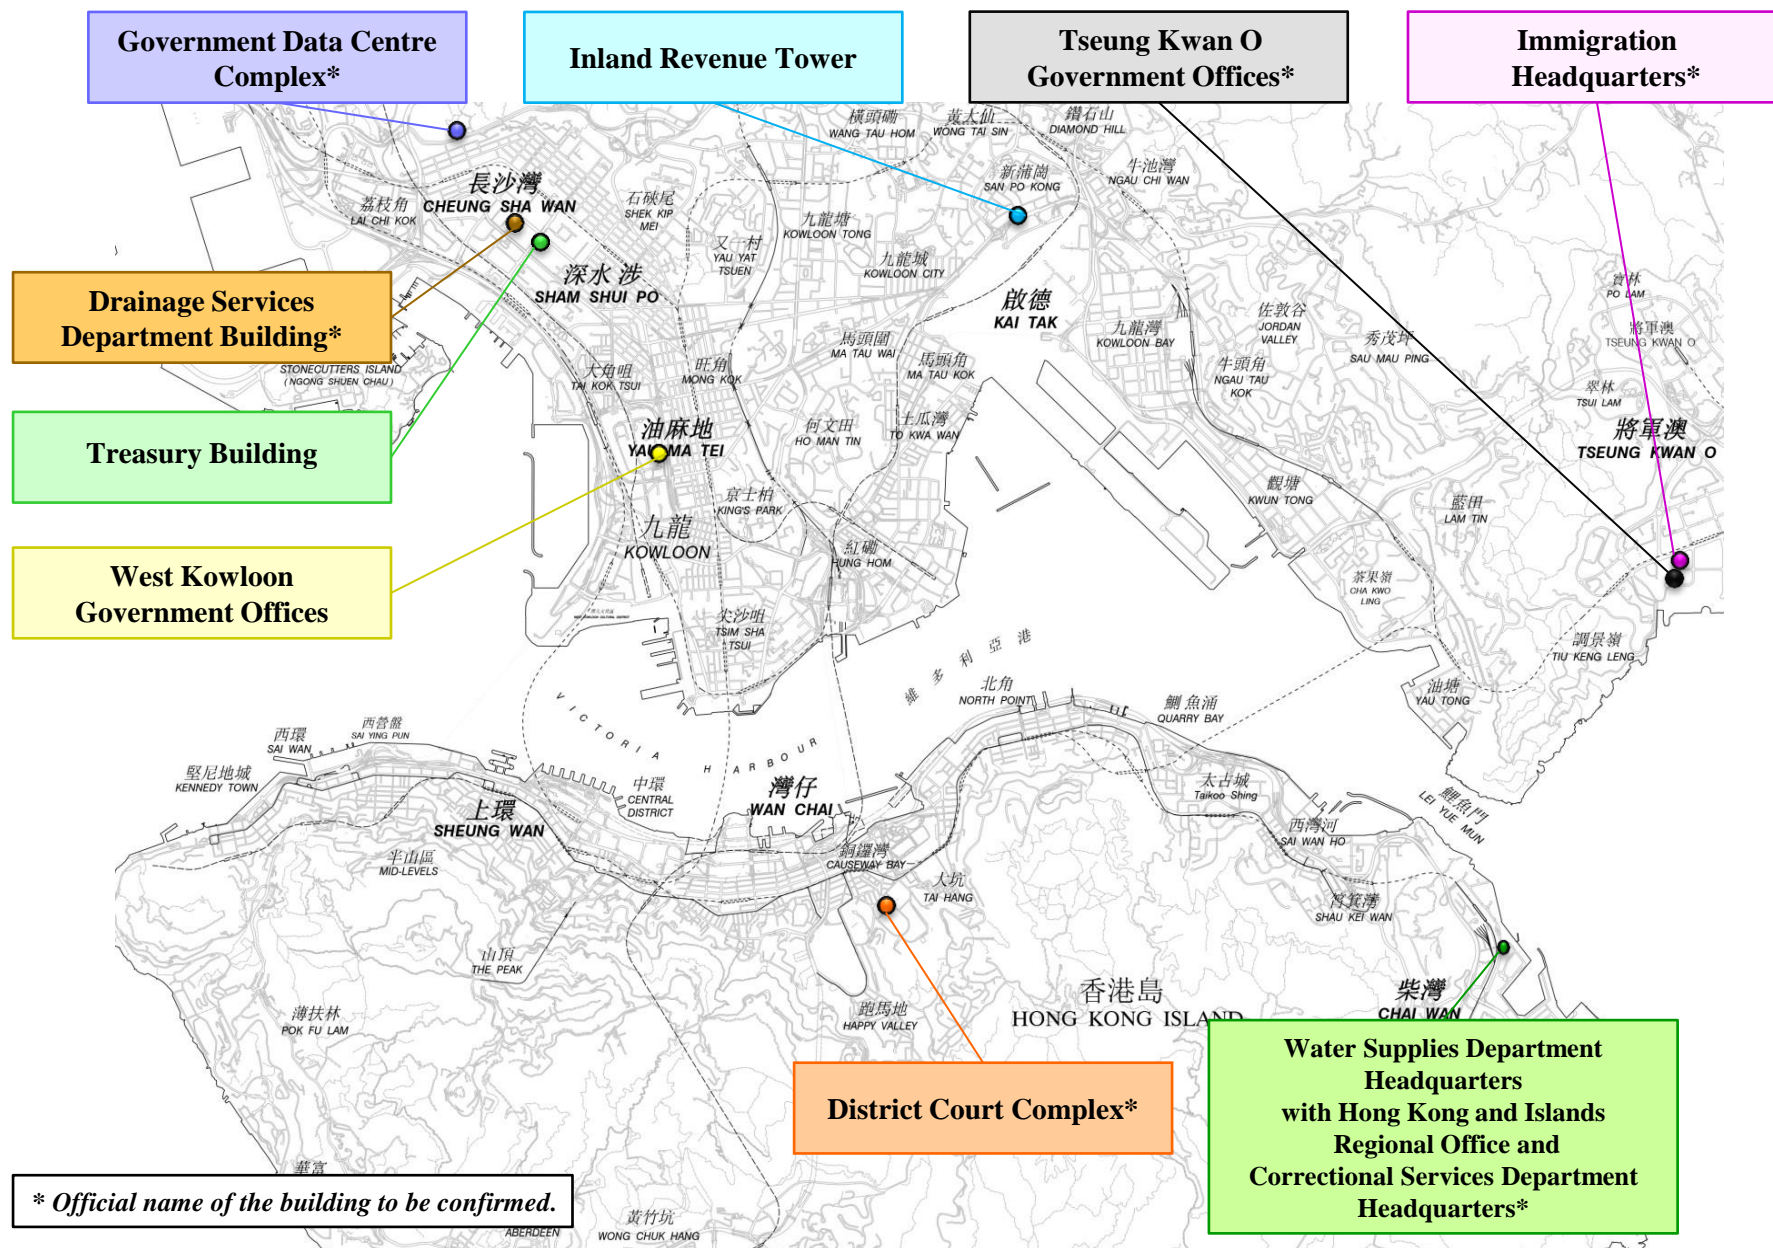 Government Data Centre
Complex*
Inland Revenue Tower
Tseung Kwan O
Government Offices*
Immigration
Headquarters*
橫頭磡
WANG TAU HOM
黃大仙
WONG TAI SIN
鑽石山
DIAMOND HILL
牛池灣
NGAU CHI WAN
新蒲崗
SAN PO KONG
長沙灣
CHEUNG SHA WAN
荔枝角
LAI CHI KOK
石硤尾
SHEK KIP
MEI
九龍塘
KOWLOON TONG
又一村
YAU YAT
TSUEN
九龍城
KOWLOON CITY
深水涉
SHAM SHUI PO
Drainage Services
Department Building*
啟德
KAI TAK
九龍灣
KOWLOON BAY
佐敦谷
JORDAN
VALLEY
秀茂坪
SAU MAU PING
寶林
PO LAM
將軍澳
TSEUNG KWAN O
STONECUTTERS ISLAND
(NGONG SHUEN CHAU)
大角咀
TAI KOK TSUI
旺角
MONG KOK
馬頭圍
MA TAU WAI
馬頭角
MA TAU KOK
牛頭角
NGAU TAU
KOK
翠林
TSUI LAM
Treasury Building
油麻地
YAU MA TEI
何文田
HO MAN TIN
土瓜灣
TO KWA WAN
將軍澳
TSEUNG KWAN O
觀塘
KWUN TONG
藍田
LAM TIN
京士柏
KING'S PARK
九龍
KOWLOON
紅磡
HUNG HOM
West Kowloon
Government Offices
茶果嶺
CHA KWO
LING
尖沙咀
TSIM SHA
TSUI
調景嶺
TIU KENG LENG
油塘
YAU TONG
維多利亞港
VICTORIA HARBOUR
北角
NORTH POINT
鰂魚涌
QUARRY BAY
西環
SAI WAN
西營盤
SAI YING PUN
堅尼地城
KENNEDY TOWN
上環
SHEUNG WAN
中環
CENTRAL
DISTRICT
灣仔
WAN CHAI
太古城
Taikoo Shing
鯉魚門
LEI YUE MUN
西灣河
SAI WAN HO
半山區
MID-LEVELS
銅鑼灣
CAUSEWAY BAY
大坑
TAI HANG
筲箕灣
SHAU KEI WAN
山頂
THE PEAK
薄扶林
POK FU LAM
跑馬地
HAPPY VALLEY
香港島
HONG KONG ISLAND
柴灣
CHAI WAN
District Court Complex*
Water Supplies Department
Headquarters
with Hong Kong and Islands
Regional Office and
Correctional Services Department
Headquarters*
華富
* Official name of the building to be confirmed.
ABERDEEN
黃竹坑
WONG CHUK HANG